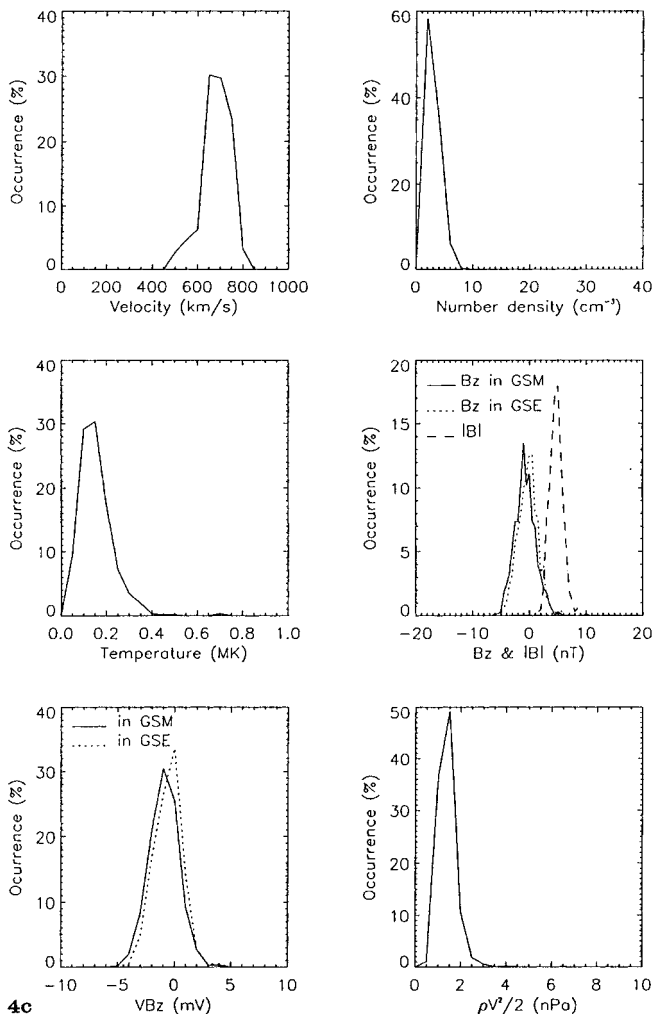 40
30
20
10
0
Occurrence (%)
0 200 400 600 800 1000
Velocity (km/s)
60
40
20
0
Occurrence (%)
0 10 20 30 40
Number density (cm⁻³)
40
30
20
10
0
Occurrence (%)
0.0 0.2 0.4 0.6 0.8 1.0
Temperature (MK)
20
15
10
5
0
Occurrence (%)
Bz in GSM
Bz in GSE
|B|
-20 -10 0 10 20
Bz & |B| (nT)
40
30
20
10
0
Ocurrence (%)
in GSM
in GSE
-10 -5 0 5 10
VBz (mV)
50
40
30
20
10
0
Occurrence (%)
0 2 4 6 8 10
ρV²/2 (nPa)
4c